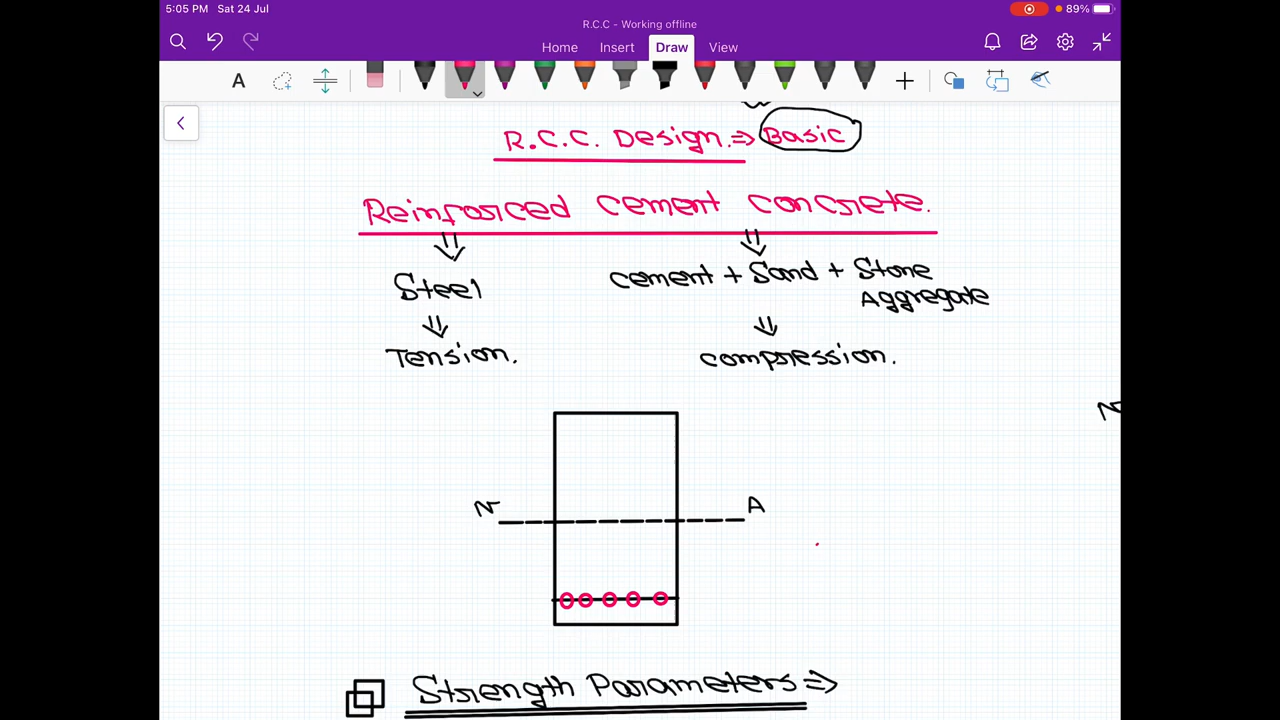 5:05 PM Sat 24 Jul
89%
R.C.C - Working offline
Home Insert Draw View
A
R.C.C. Design.⇒ Basic
Reinforced cement concrete.
Steel
cement + Sand + Stone
Aggregate
Tension.
compression.
N
N A
Strength Parameters ⇒